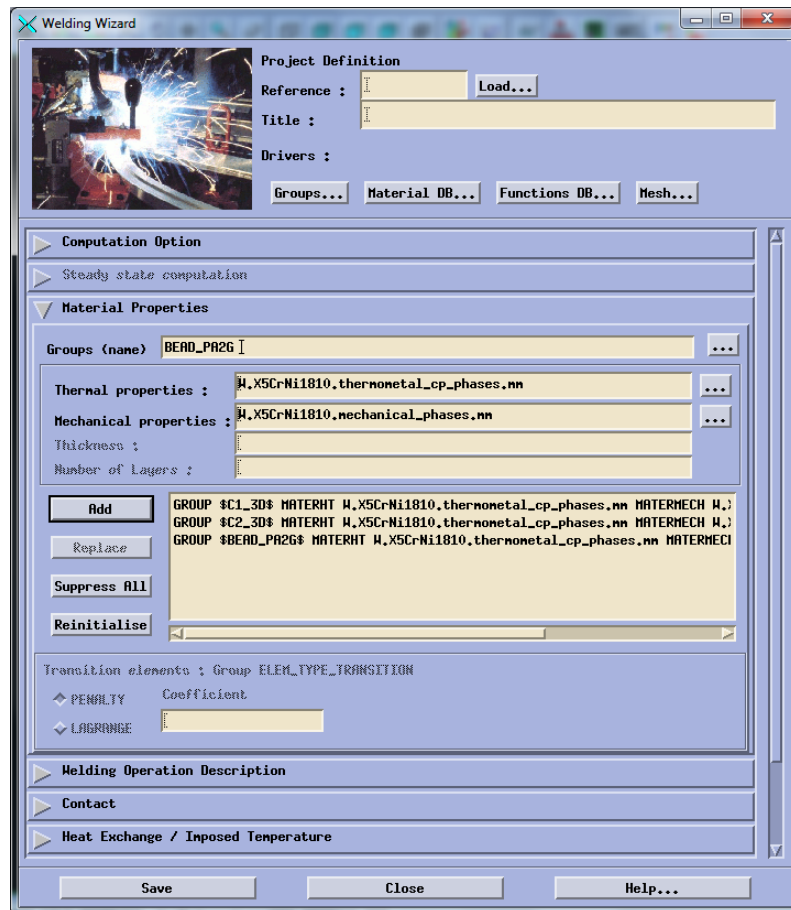 Welding Wizard
Project Definition
Reference :
Load...
Title :
Drivers :
Groups... Material DB... Functions DB... Mesh...
Computation Option
Steady state computation
Material Properties
Groups (name) BEAD_PA2G ...
Thermal properties : W.X5CrNi1810.thermometal_cp_phases.mm ...
Mechanical properties : W.X5CrNi1810.mechanical_phases.mm ...
Thickness :
Number of Layers :
Add
Replace
Suppress All
Reinitialise
GROUP $C1_3D$ MATERHT W.X5CrNi1810.thermometal_cp_phases.mm MATERMECH W.
GROUP $C2_3D$ MATERHT W.X5CrNi1810.thermometal_cp_phases.mm MATERMECH W.
GROUP $BEAD_PA2G$ MATERHT W.X5CrNi1810.thermometal_cp_phases.mm MATERMECH
Transition elements : Group ELEM_TYPE_TRANSITION
PENALTY Coefficient
LAGRANGE
Welding Operation Description
Contact
Heat Exchange / Imposed Temperature
Save Close Help...